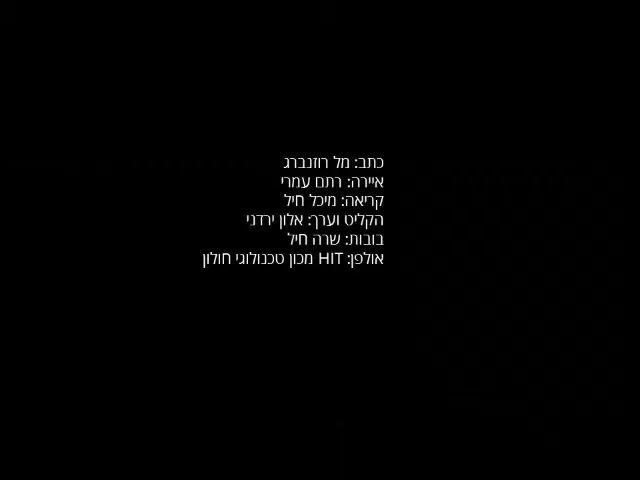 כתב: מל רוזנברג
איירה: רתם עמרי
קריאה: מיכל חיל
הקליט וערך: אלון ירדני
בובות: שרה חיל
אולפן: HIT מכון טכנולוגי חולון